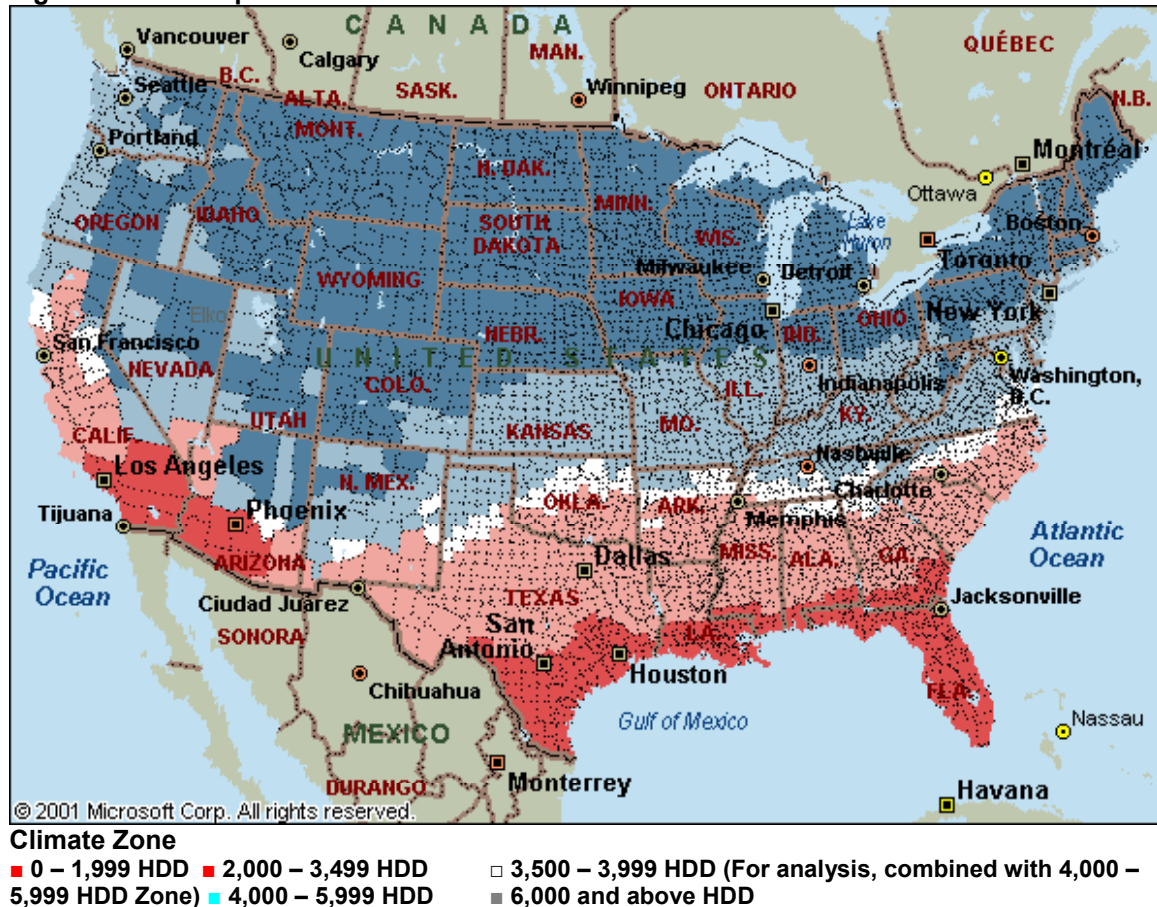 C A N A D A
Vancouver
Calgary
MAN.
QUÉBEC
B.C.
Seattle
ALTA.
SASK.
Winnipeg
ONTARIO
N.B.
MONT.
Portland
N. DAK.
Montréal
Ottawa
OREGON
IDAHO
MINN.
SOUTH
DAKOTA
WIS.
Lake
Huron
Boston
Toronto
WYOMING
Milwaukee
Detroit
Elko
IOWA
NEBR.
Chicago
IND.
OHIO
New York
San Francisco
U N I T E D S T A T E S
NEVADA
COLO.
ILL.
Indianapolis
Washington,
D.C.
UTAH
KANSAS
MO.
KY.
CALIF.
Los Angeles
N. MEX.
Nashville
OKLA.
ARK.
Charlotte
Tijuana
Phoenix
Memphis
Atlantic
Ocean
ARIZONA
Dallas
MISS.
ALA.
GA.
Pacific
Ocean
Ciudad Juárez
TEXAS
Jacksonville
SONORA
San
Antonio
LA.
Houston
Chihuahua
FLA.
Gulf of Mexico
Nassau
MEXICO
DURANGO
Monterrey
Havana
© 2001 Microsoft Corp. All rights reserved.
Climate Zone
0 – 1,999 HDD 2,000 – 3,499 HDD 3,500 – 3,999 HDD (For analysis, combined with 4,000 –
5,999 HDD Zone) 4,000 – 5,999 HDD 6,000 and above HDD